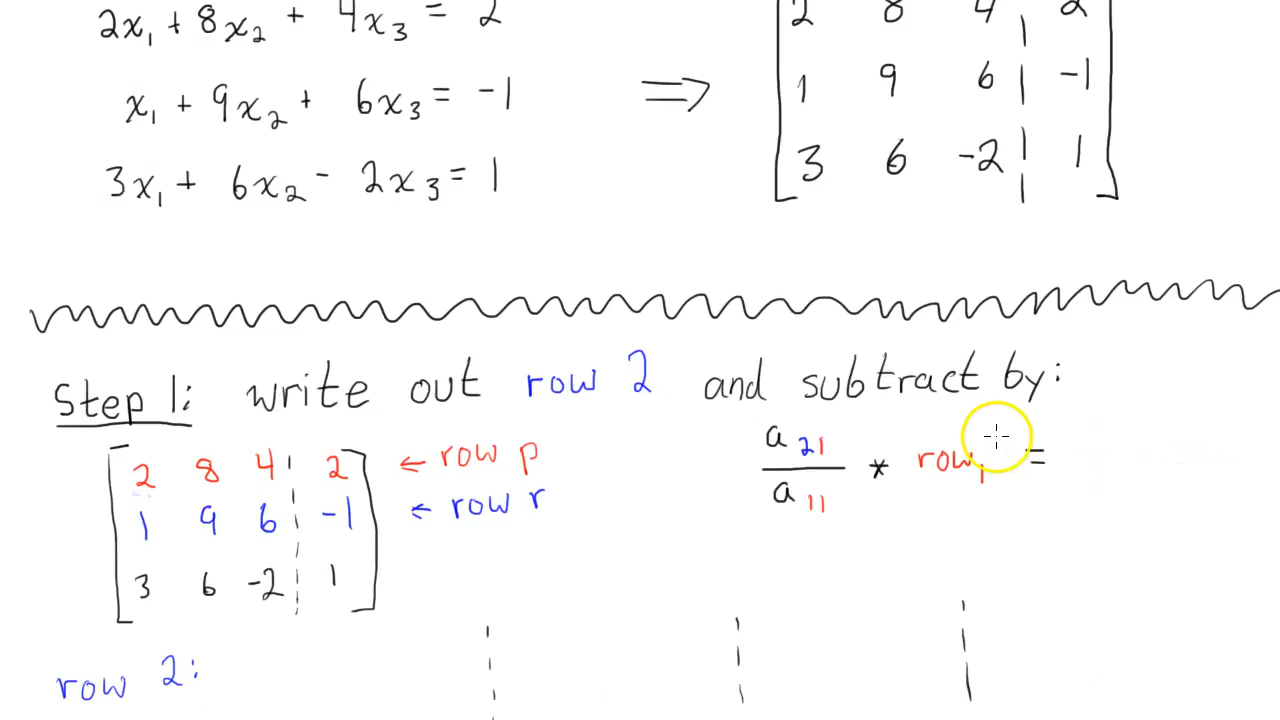 2x₁ + 8x₂ + 4x₃ = 2
x₁ + 9x₂ + 6x₃ = -1
3x₁ + 6x₂ - 2x₃ = 1
⇒
2 8 4 | 2
1 9 6 | -1
3 6 -2 | 1
Step 1: write out row 2 and subtract by:
2 8 4 | 2 ← row p
1 9 6 | -1 ← row r
3 6 -2 | 1
a₂₁ / a₁₁ * row₁ =
row 2: